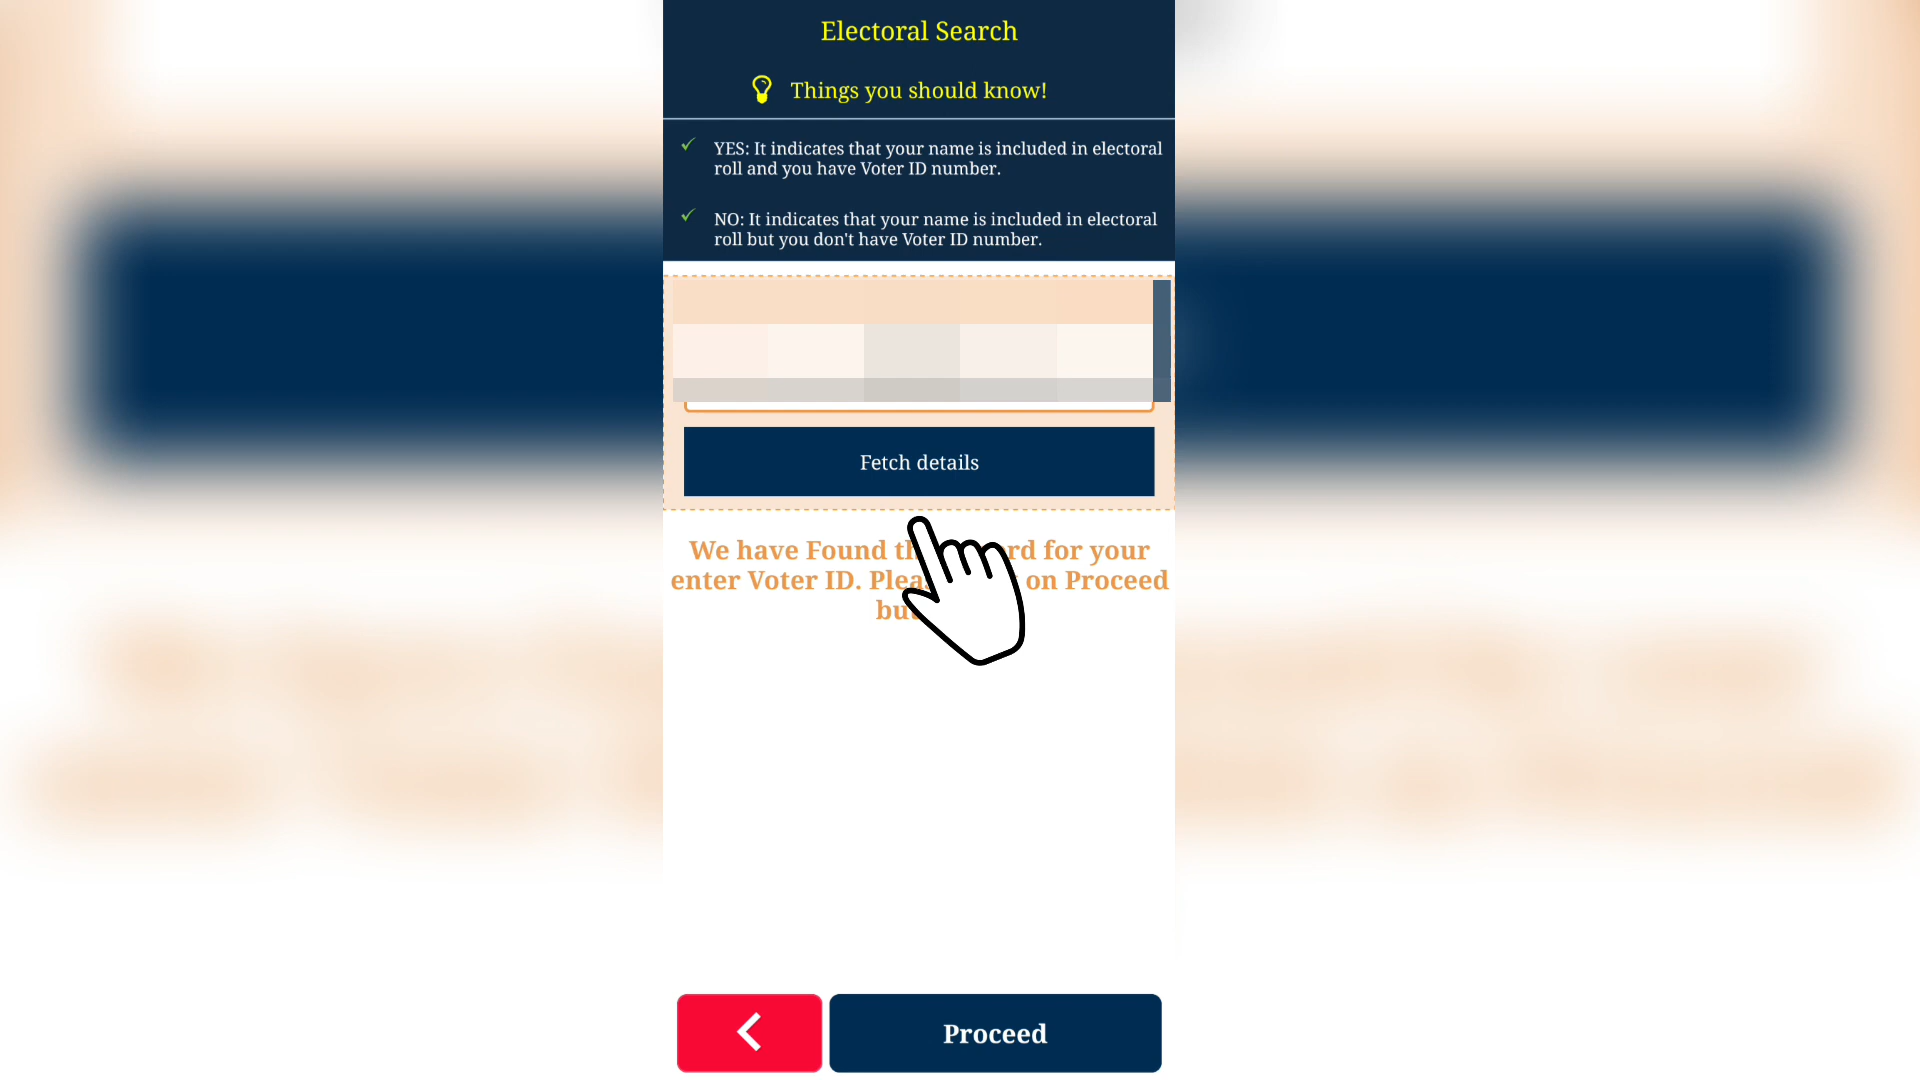 Electoral Search
Things you should know!
YES: It indicates that your name is included in electoral
roll and you have Voter ID number.
NO: It indicates that your name is included in electoral
roll but you don't have Voter ID number.
Fetch details
We have Found for your
enter Voter ID. on Proceed
Proceed